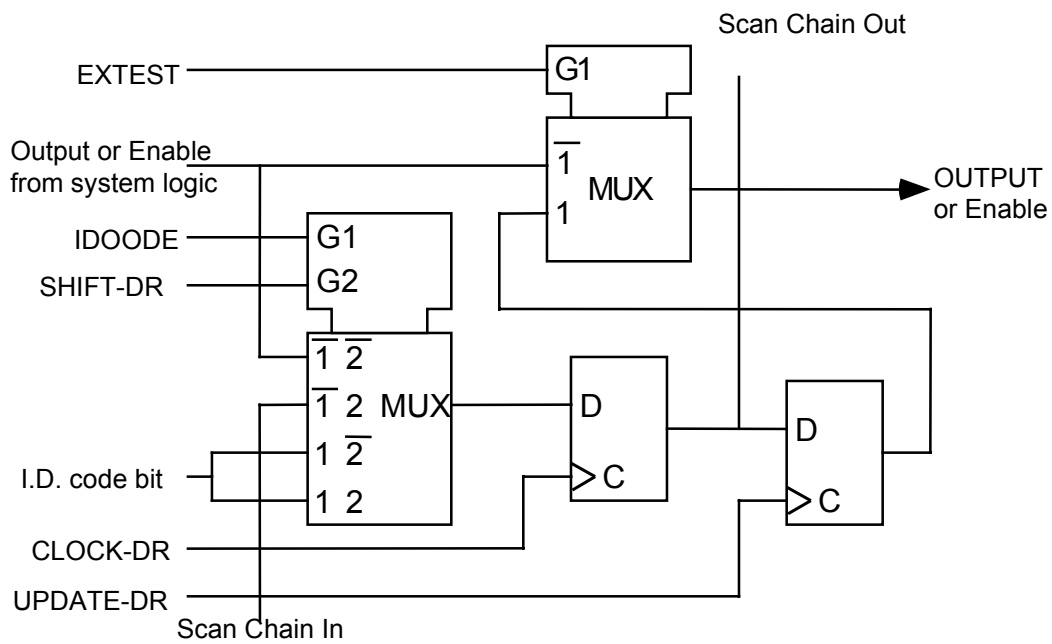 Scan Chain Out
EXTEST
G1
Output or Enable
from system logic
1
MUX
1
OUTPUT
or Enable
IDOODE
G1
SHIFT-DR
G2
1 2
1 2 MUX
1 2
1 2
D
C
D
C
I.D. code bit
CLOCK-DR
UPDATE-DR
Scan Chain In